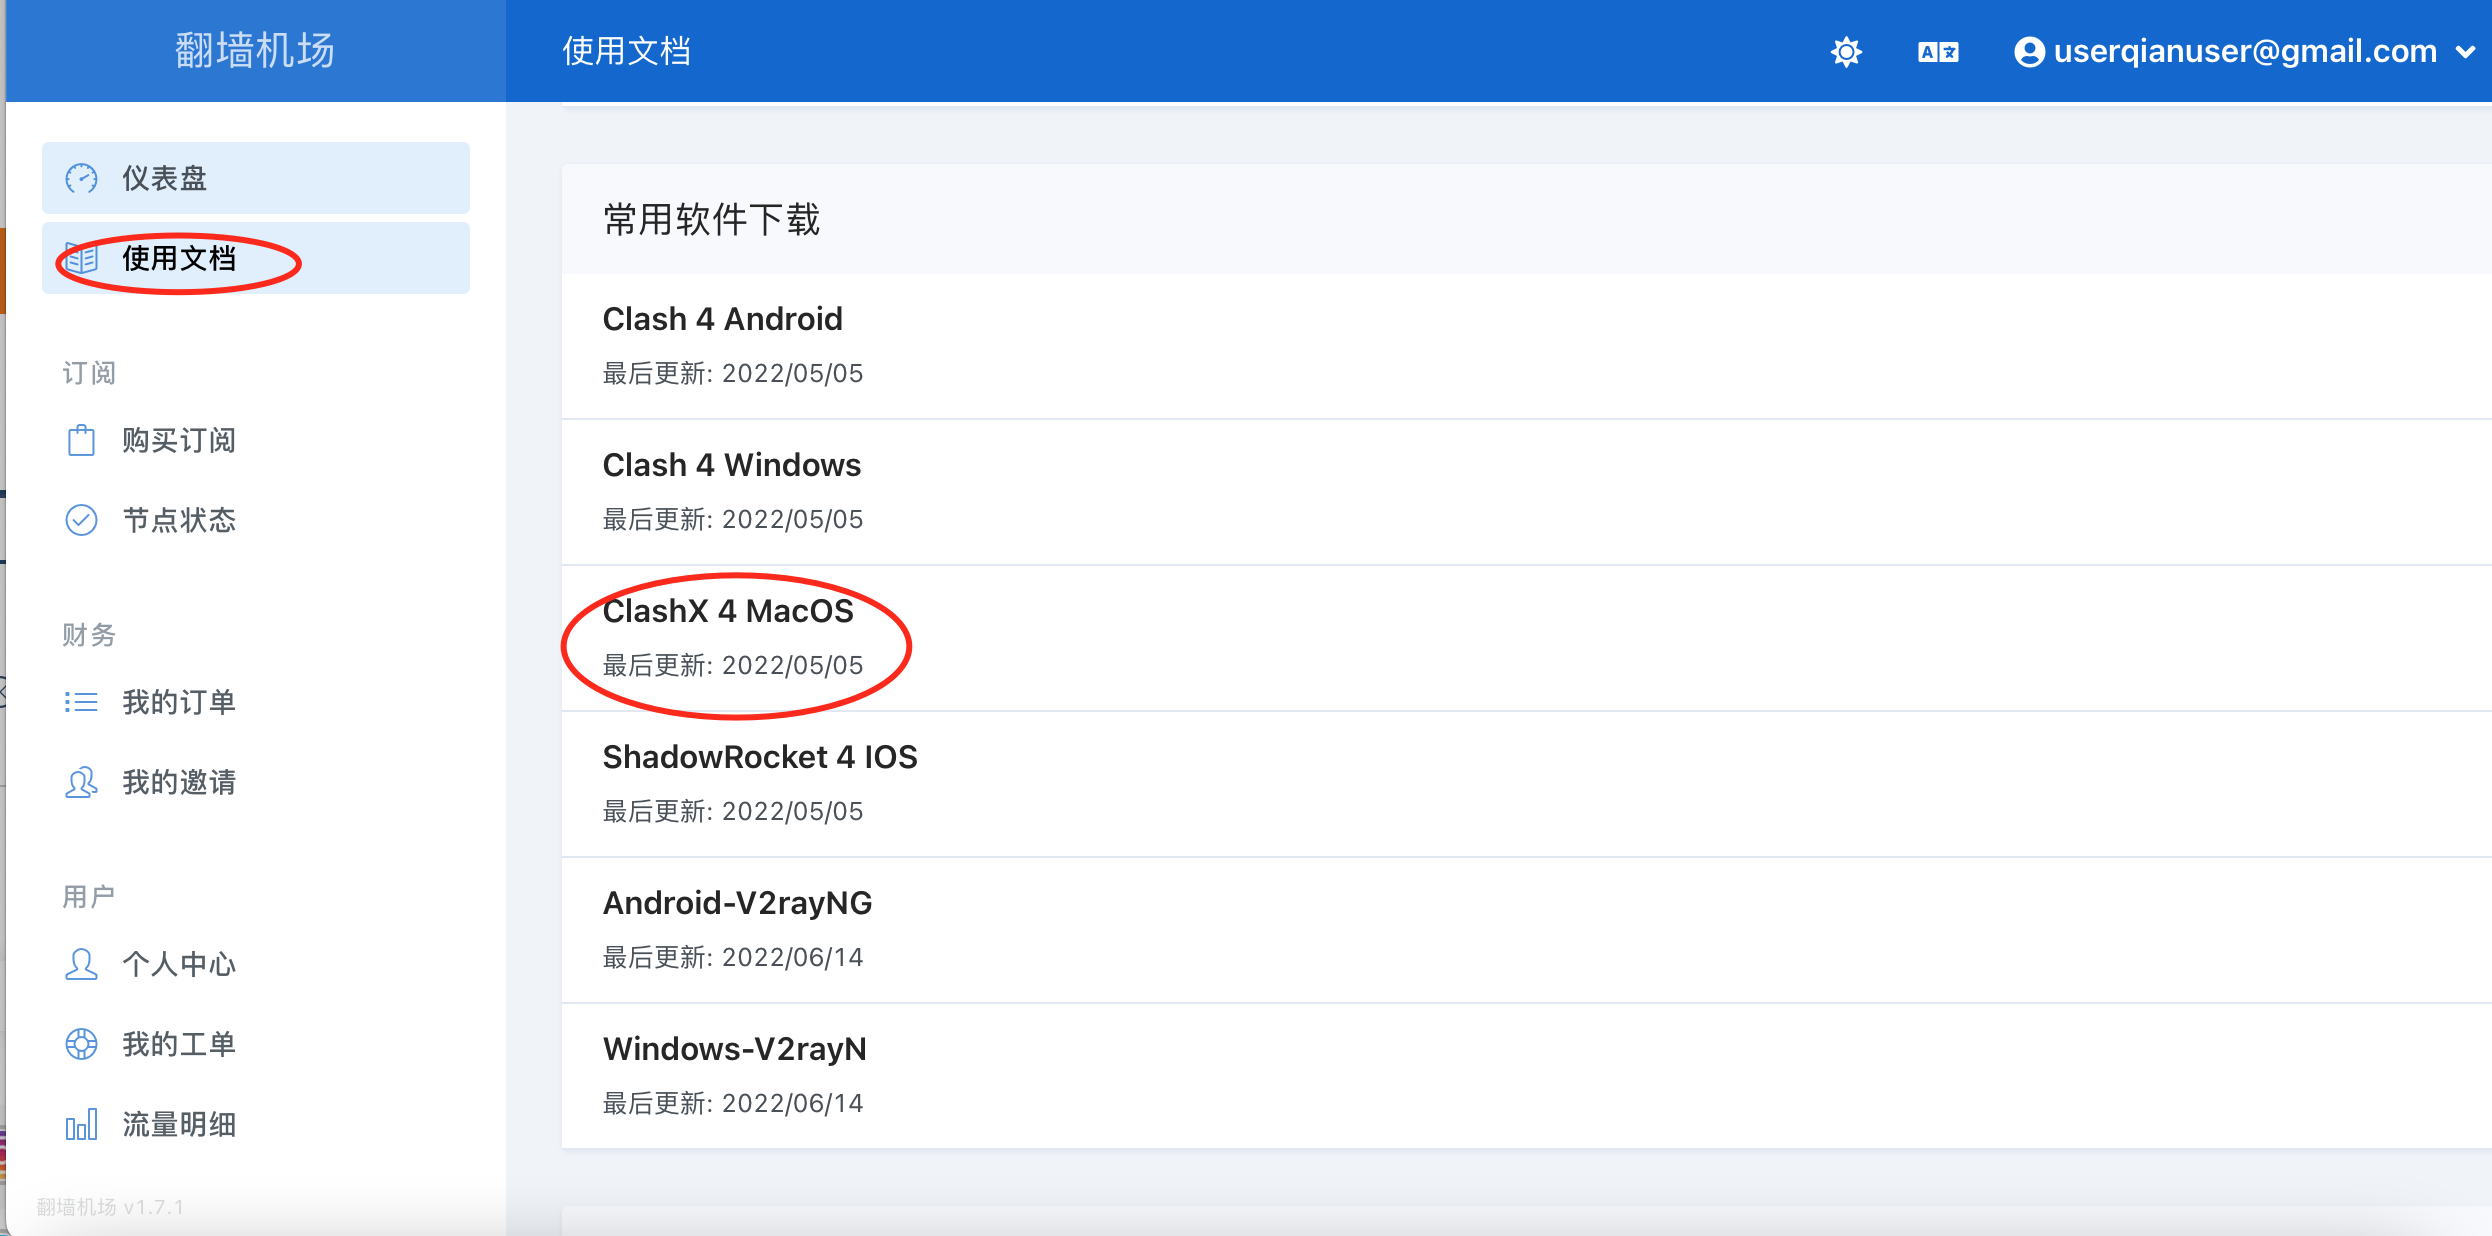 翻墙机场
使用文档
userqianuser@gmail.com
仪表盘
使用文档
订阅
购买订阅
节点状态
财务
我的订单
我的邀请
用户
个人中心
我的工单
流量明细
翻墙机场 v1.7.1
常用软件下载
Clash 4 Android
最后更新: 2022/05/05
Clash 4 Windows
最后更新: 2022/05/05
ClashX 4 MacOS
最后更新: 2022/05/05
ShadowRocket 4 IOS
最后更新: 2022/05/05
Android-V2rayNG
最后更新: 2022/06/14
Windows-V2rayN
最后更新: 2022/06/14